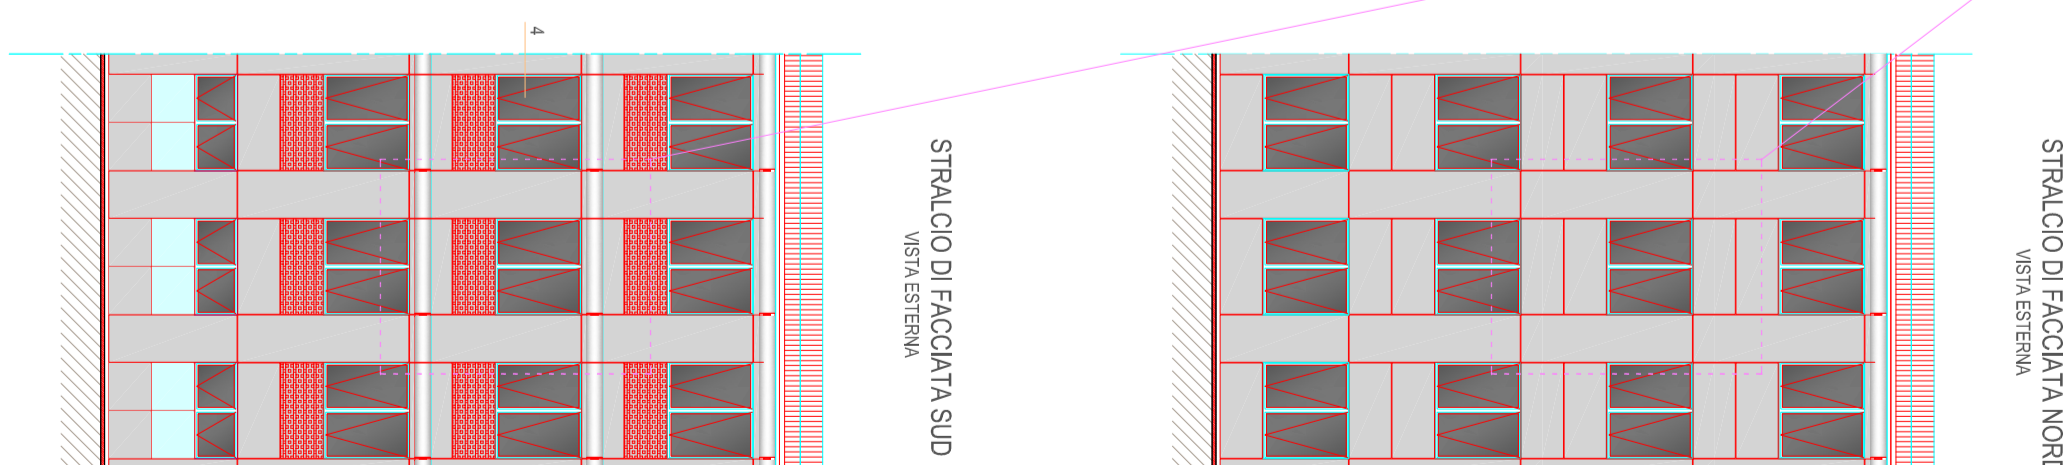 4
STRALCIO DI FACCIATA SUD
VISTA ESTERNA
STRALCIO DI FACCIATA NORD
VISTA ESTERNA